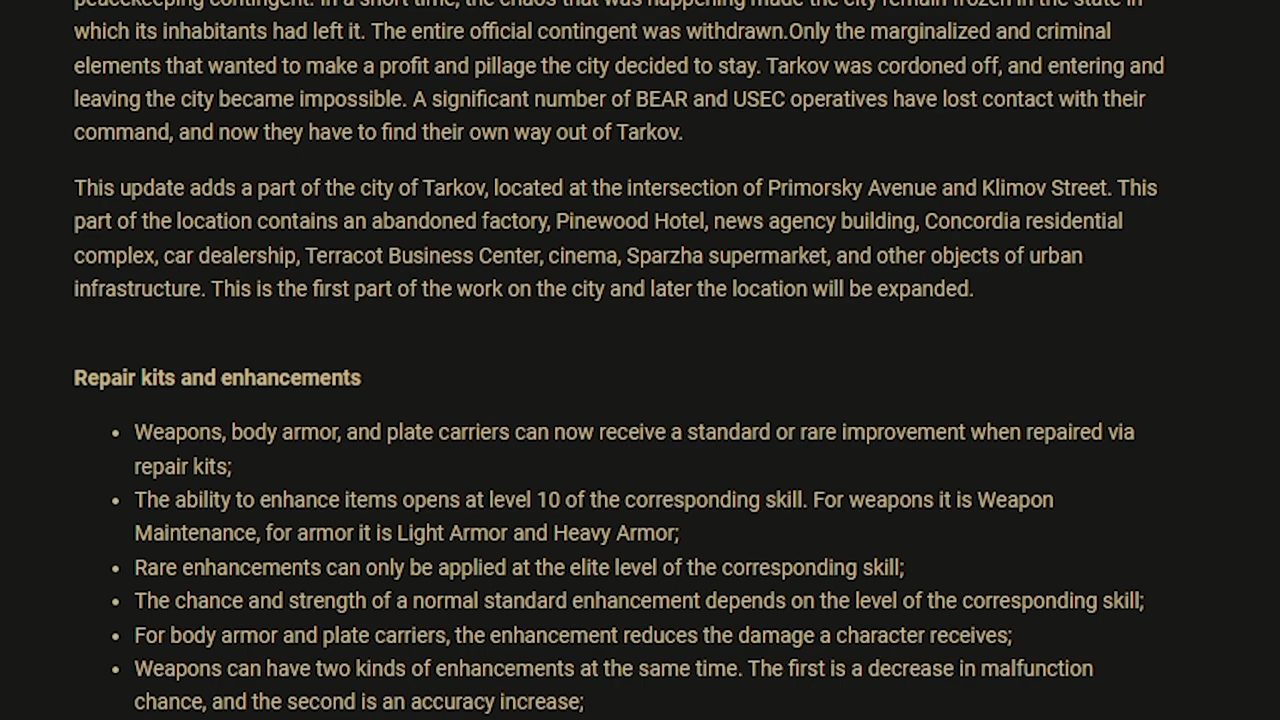 peacekeeping contingent. In a short time, the chaos that was happening made the city remain frozen in the state in
which its inhabitants had left it. The entire official contingent was withdrawn.Only the marginalized and criminal
elements that wanted to make a profit and pillage the city decided to stay. Tarkov was cordoned off, and entering and
leaving the city became impossible. A significant number of BEAR and USEC operatives have lost contact with their
command, and now they have to find their own way out of Tarkov.
This update adds a part of the city of Tarkov, located at the intersection of Primorsky Avenue and Klimov Street. This
part of the location contains an abandoned factory, Pinewood Hotel, news agency building, Concordia residential
complex, car dealership, Terracot Business Center, cinema, Sparzha supermarket, and other objects of urban
infrastructure. This is the first part of the work on the city and later the location will be expanded.
Repair kits and enhancements
• Weapons, body armor, and plate carriers can now receive a standard or rare improvement when repaired via
repair kits;
• The ability to enhance items opens at level 10 of the corresponding skill. For weapons it is Weapon
Maintenance, for armor it is Light Armor and Heavy Armor;
• Rare enhancements can only be applied at the elite level of the corresponding skill;
• The chance and strength of a normal standard enhancement depends on the level of the corresponding skill;
• For body armor and plate carriers, the enhancement reduces the damage a character receives;
• Weapons can have two kinds of enhancements at the same time. The first is a decrease in malfunction
chance, and the second is an accuracy increase;